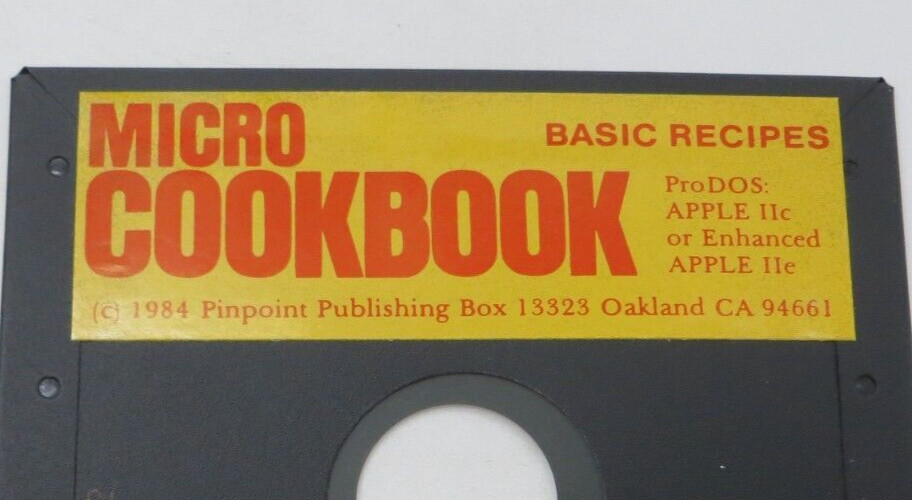 MICRO
COOKBOOK
BASIC RECIPES
ProDOS:
APPLE IIc
or Enhanced
APPLE IIe
(c) 1984 Pinpoint Publishing Box 13323 Oakland CA 94661